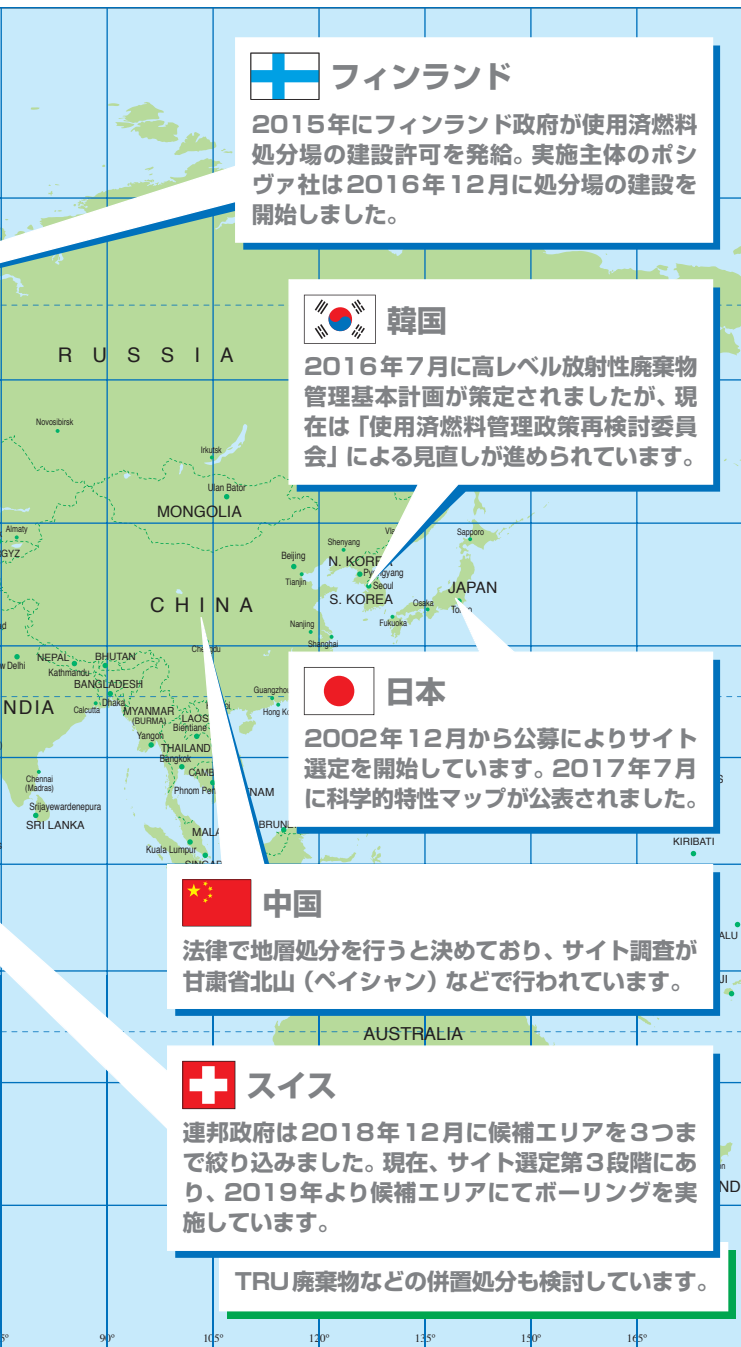 フィンランド
2015年にフィンランド政府が使用済燃料
処分場の建設許可を発給。実施主体のポシ
ヴァ社は2016年12月に処分場の建設を
開始しました。
韓国
2016年7月に高レベル放射性廃棄物
管理基本計画が策定されましたが、現
在は「使用済燃料管理政策再検討委員
会」による見直しが進められています。
RUSSIA
Novosibirsk
Irkutsk
Ulan Bator
MONGOLIA
Almaty
Shenyang
Sapporo
Beijing
N. KOREA
Pyongyang
Tianjin
Seoul
S. KOREA
JAPAN
CHINA
Osaka
Fukuoka
Nanjing
Shanghai
NEPAL
BHUTAN
Kathmandu
BANGLADESH
Dhaka
Calcutta
MYANMAR
(BURMA)
LAOS
Bientiane
Yangon
THAILAND
Bangkok
Chennai
(Madras)
Srijayewardenepura
SRI LANKA
Kuala Lumpur
KIRIBATI
日本
2002年12月からの公募によりサイト
選定を開始しています。2017年7月
に科学的特性マップが公表されました。
中国
法律で地層処分を行うと決めており、サイト調査が
甘粛省北山（ペイシャン）などで行われています。
AUSTRALIA
スイス
連邦政府は2018年12月に候補エリアを3つま
で絞り込みました。現在、サイト選定第3段階にあ
り、2019年より候補エリアにてボーリングを実
施しています。
TRU廃棄物などの併置処分も検討しています。
90°
105°
120°
135°
150°
165°